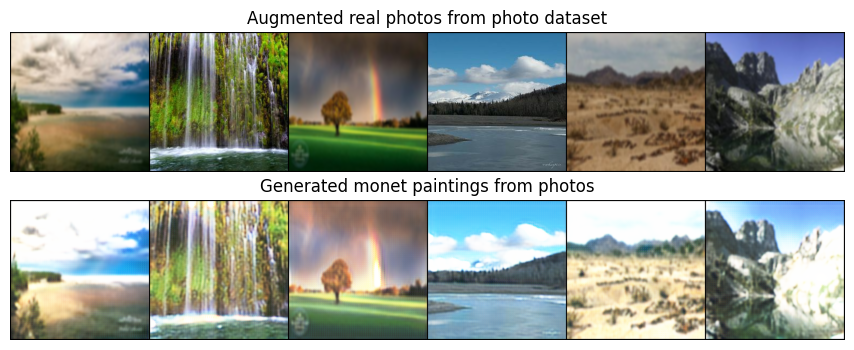 Augmented real photos from photo dataset
Generated monet paintings from photos